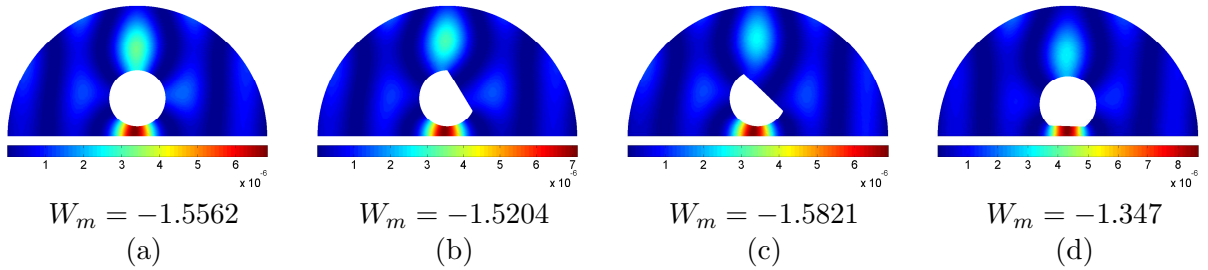 1 2 3 4 5 6
x 10^-6
W_m = −1.5562
(a)
1 2 3 4 5 6 7
x 10^-6
W_m = −1.5204
(b)
1 2 3 4 5 6
x 10^-6
W_m = −1.5821
(c)
1 2 3 4 5 6 7 8
x 10^-6
W_m = −1.347
(d)